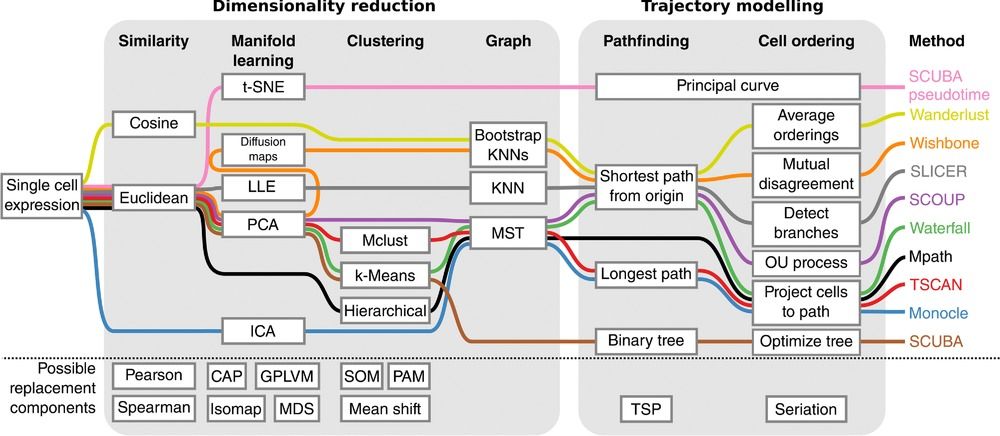 Dimensionality reduction
Trajectory modelling
Similarity
Manifold
learning
Clustering
Graph
Pathfinding
Cell ordering
Method
t-SNE
Principal curve
SCUBA
pseudotime
Cosine
Bootstrap
KNNs
Average
orderings
Wanderlust
Diffusion
maps
Mutual
disagreement
Wishbone
Single cell
expression
Euclidean
LLE
KNN
Shortest path
from origin
SLICER
PCA
MST
Detect
branches
SCOUP
Mclust
OU process
Waterfall
k-Means
Longest path
Mpath
Hierarchical
Project cells
to path
TSCAN
ICA
Monocle
Binary tree
Optimize tree
SCUBA
Possible
replacement
components
Pearson
CAP
GPLVM
SOM
PAM
Spearman
Isomap
MDS
Mean shift
TSP
Seriation